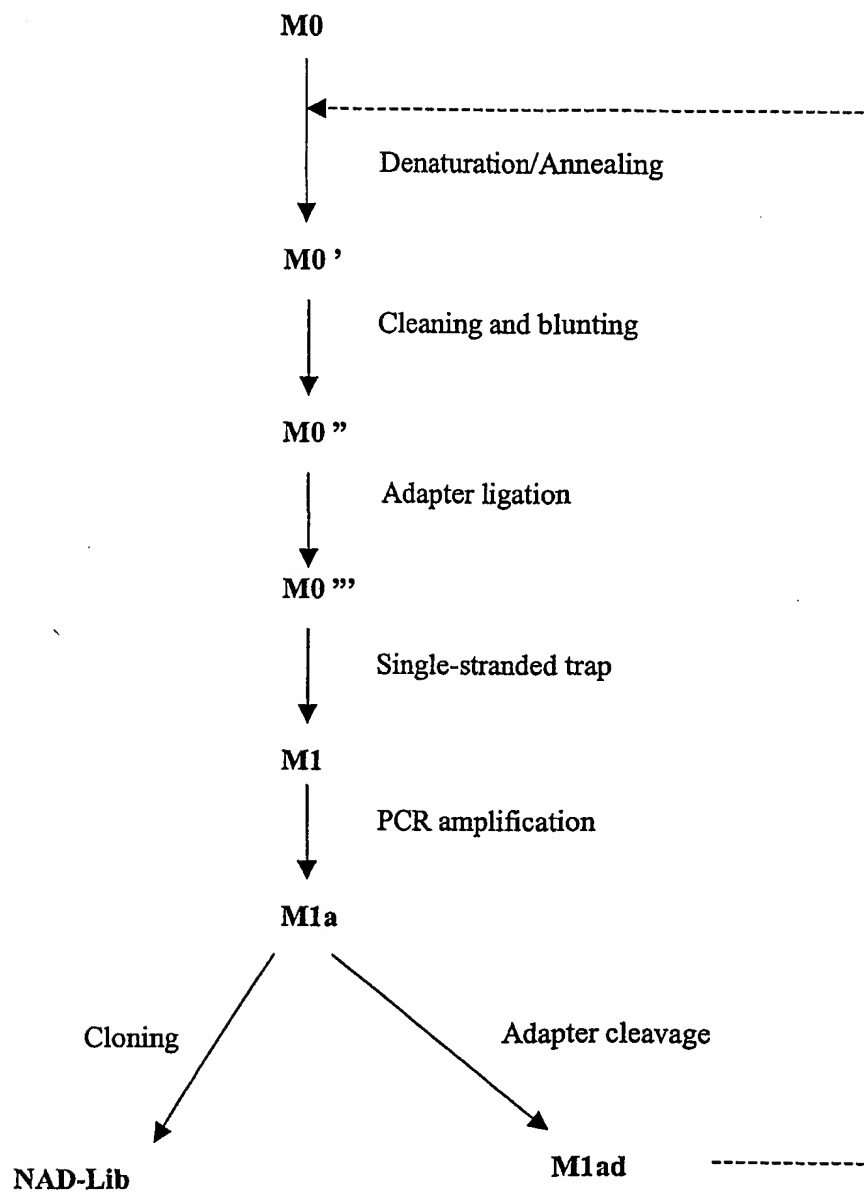 M0
Denaturation/Annealing
M0 ’
Cleaning and blunting
M0 ”
Adapter ligation
M0 ”’
Single-stranded trap
M1
PCR amplification
M1a
Cloning
Adapter cleavage
NAD-Lib
M1ad